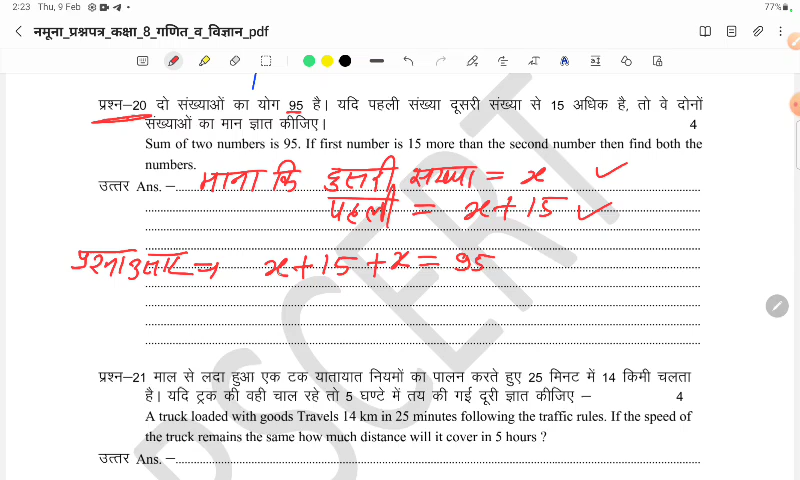 2:23 Thu, 9 Feb 77%
नमूना_प्रश्नपत्र_कक्षा_8_गणित_व_विज्ञान_pdf
प्रश्न–20 दो संख्याओं का योग 95 है। यदि पहली संख्या दूसरी संख्या से 15 अधिक है, तो वे दोनों
संख्याओं का मान ज्ञात कीजिए। 4
Sum of two numbers is 95. If first number is 15 more than the second number then find both the
numbers.
उत्तर Ans. – माना कि दुसरी संख्या = x
पहली = x+15
प्रश्नानुसार ⇒ x+15+x=95
प्रश्न–21 माल से लदा हुआ एक टक यातायात नियमों का पालन करते हुए 25 मिनट में 14 किमी चलता
है। यदि ट्रक की वही चाल रहे तो 5 घण्टे में तय की गई दूरी ज्ञात कीजिए – 4
A truck loaded with goods Travels 14 km in 25 minutes following the traffic rules. If the speed of
the truck remains the same how much distance will it cover in 5 hours ?
उत्तर Ans. –
PSCERT